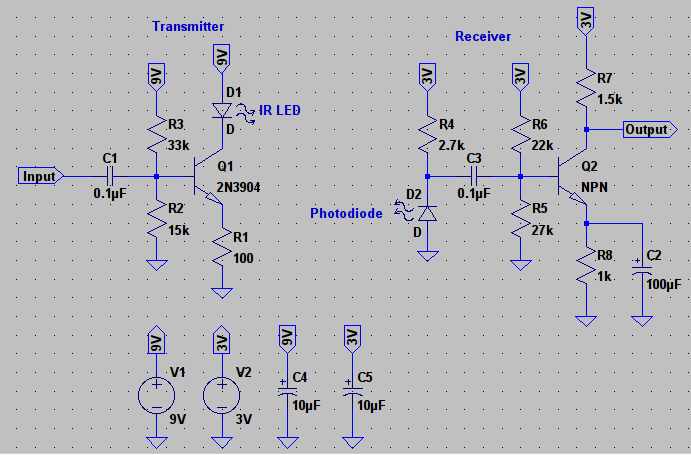 Transmitter
Receiver
9V
9V
3V
3V
3V
D1
IR LED
D
R3
33k
C1
0.1µF
Input
Q1
2N3904
R2
15k
R1
100
R4
2.7k
R6
22k
R7
1.5k
Output
C3
0.1µF
Q2
NPN
D2
Photodiode
D
R5
27k
R8
1k
C2
100µF
9V
3V
9V
3V
V1
9V
V2
3V
C4
10µF
C5
10µF